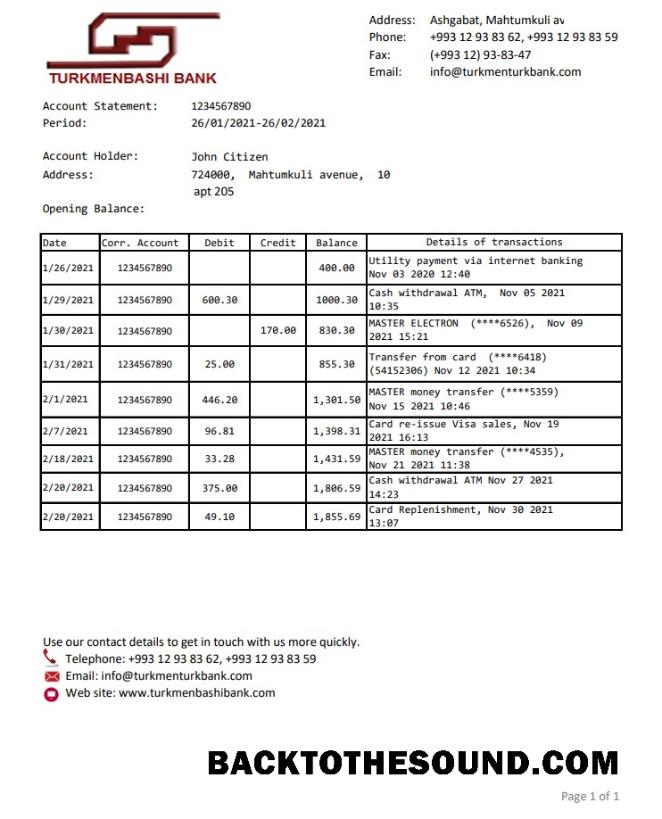 TURKMENBASHI BANK
Address: Ashgabat, Mahtumkuli av
Phone: +993 12 93 83 62, +993 12 93 83 59
Fax: (+993 12) 93-83-47
Email: info@turkmenturkbank.com
Account Statement: 1234567890
Period: 26/01/2021-26/02/2021
Account Holder: John Citizen
Address: 724000, Mahtumkuli avenue, 10
apt 205
Opening Balance:
Date Corr. Account Debit Credit Balance Details of transactions
1/26/2021 1234567890 400.00 Utility payment via internet banking
Nov 03 2020 12:40
1/29/2021 1234567890 600.30 1000.30 Cash withdrawal ATM, Nov 05 2021
10:35
1/30/2021 1234567890 170.00 830.30 MASTER ELECTRON (****6526), Nov 09
2021 15:21
1/31/2021 1234567890 25.00 855.30 Transfer from card (****6418)
(54152306) Nov 12 2021 10:34
2/1/2021 1234567890 446.20 1,301.50 MASTER money transfer (****5359)
Nov 15 2021 10:46
2/7/2021 1234567890 96.81 1,398.31 Card re-issue Visa sales, Nov 19
2021 16:13
2/18/2021 1234567890 33.28 1,431.59 MASTER money transfer (****4535),
Nov 21 2021 11:38
2/20/2021 1234567890 375.00 1,806.59 Cash withdrawal ATM Nov 27 2021
14:23
2/20/2021 1234567890 49.10 1,855.69 Card Replenishment, Nov 30 2021
13:07
Use our contact details to get in touch with us more quickly.
Telephone: +993 12 93 83 62, +993 12 93 83 59
Email: info@turkmenturkbank.com
Web site: www.turkmenbashibank.com
BACKTOTHESOUND.COM
Page 1 of 1